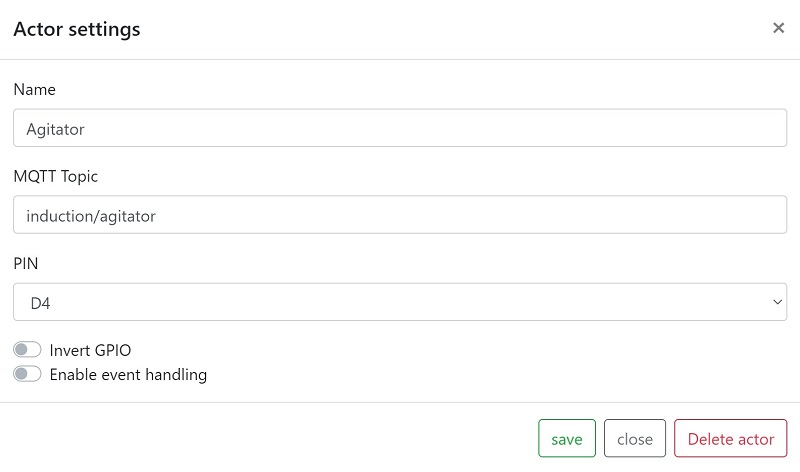 Actor settings
Name
Agitator
MQTT Topic
induction/agitator
PIN
D4
Invert GPIO
Enable event handling
save close Delete actor